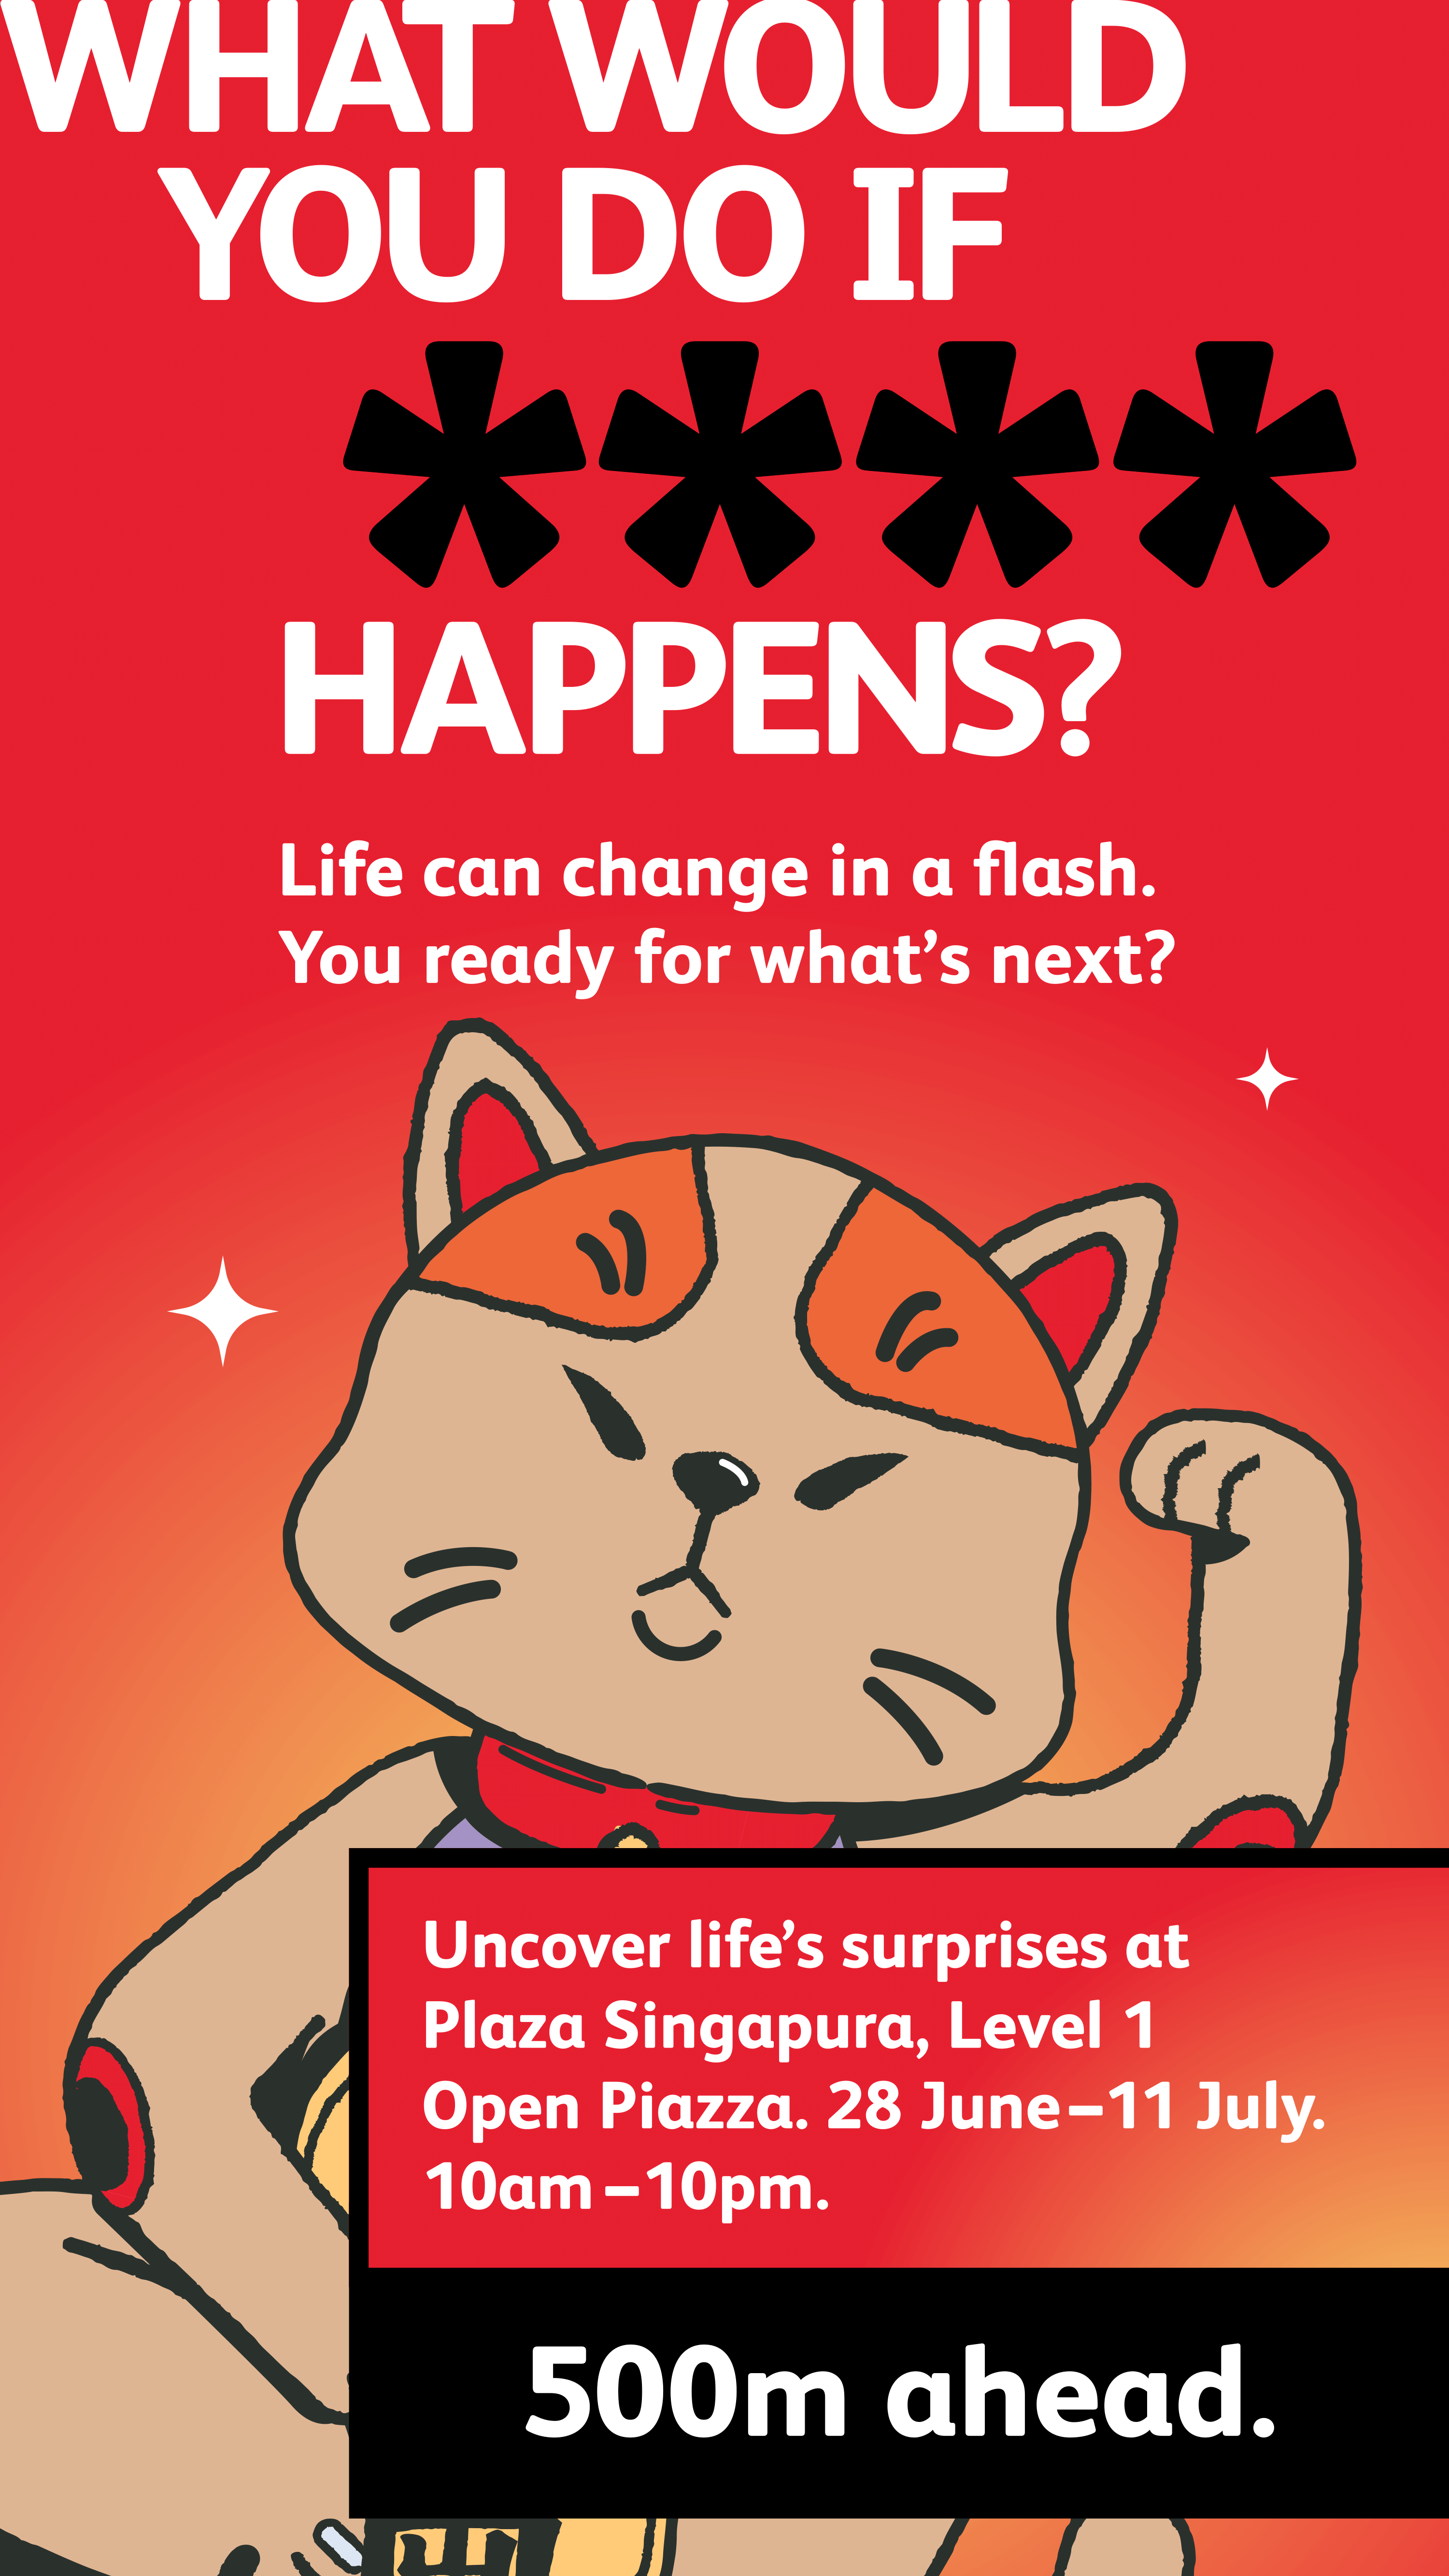 WHAT WOULD
YOU DO IF
****
HAPPENS?
Life can change in a flash.
You ready for what’s next?
Uncover life’s surprises at
Plaza Singapura, Level 1
Open Piazza. 28 June–11 July.
10am–10pm.
500m ahead.